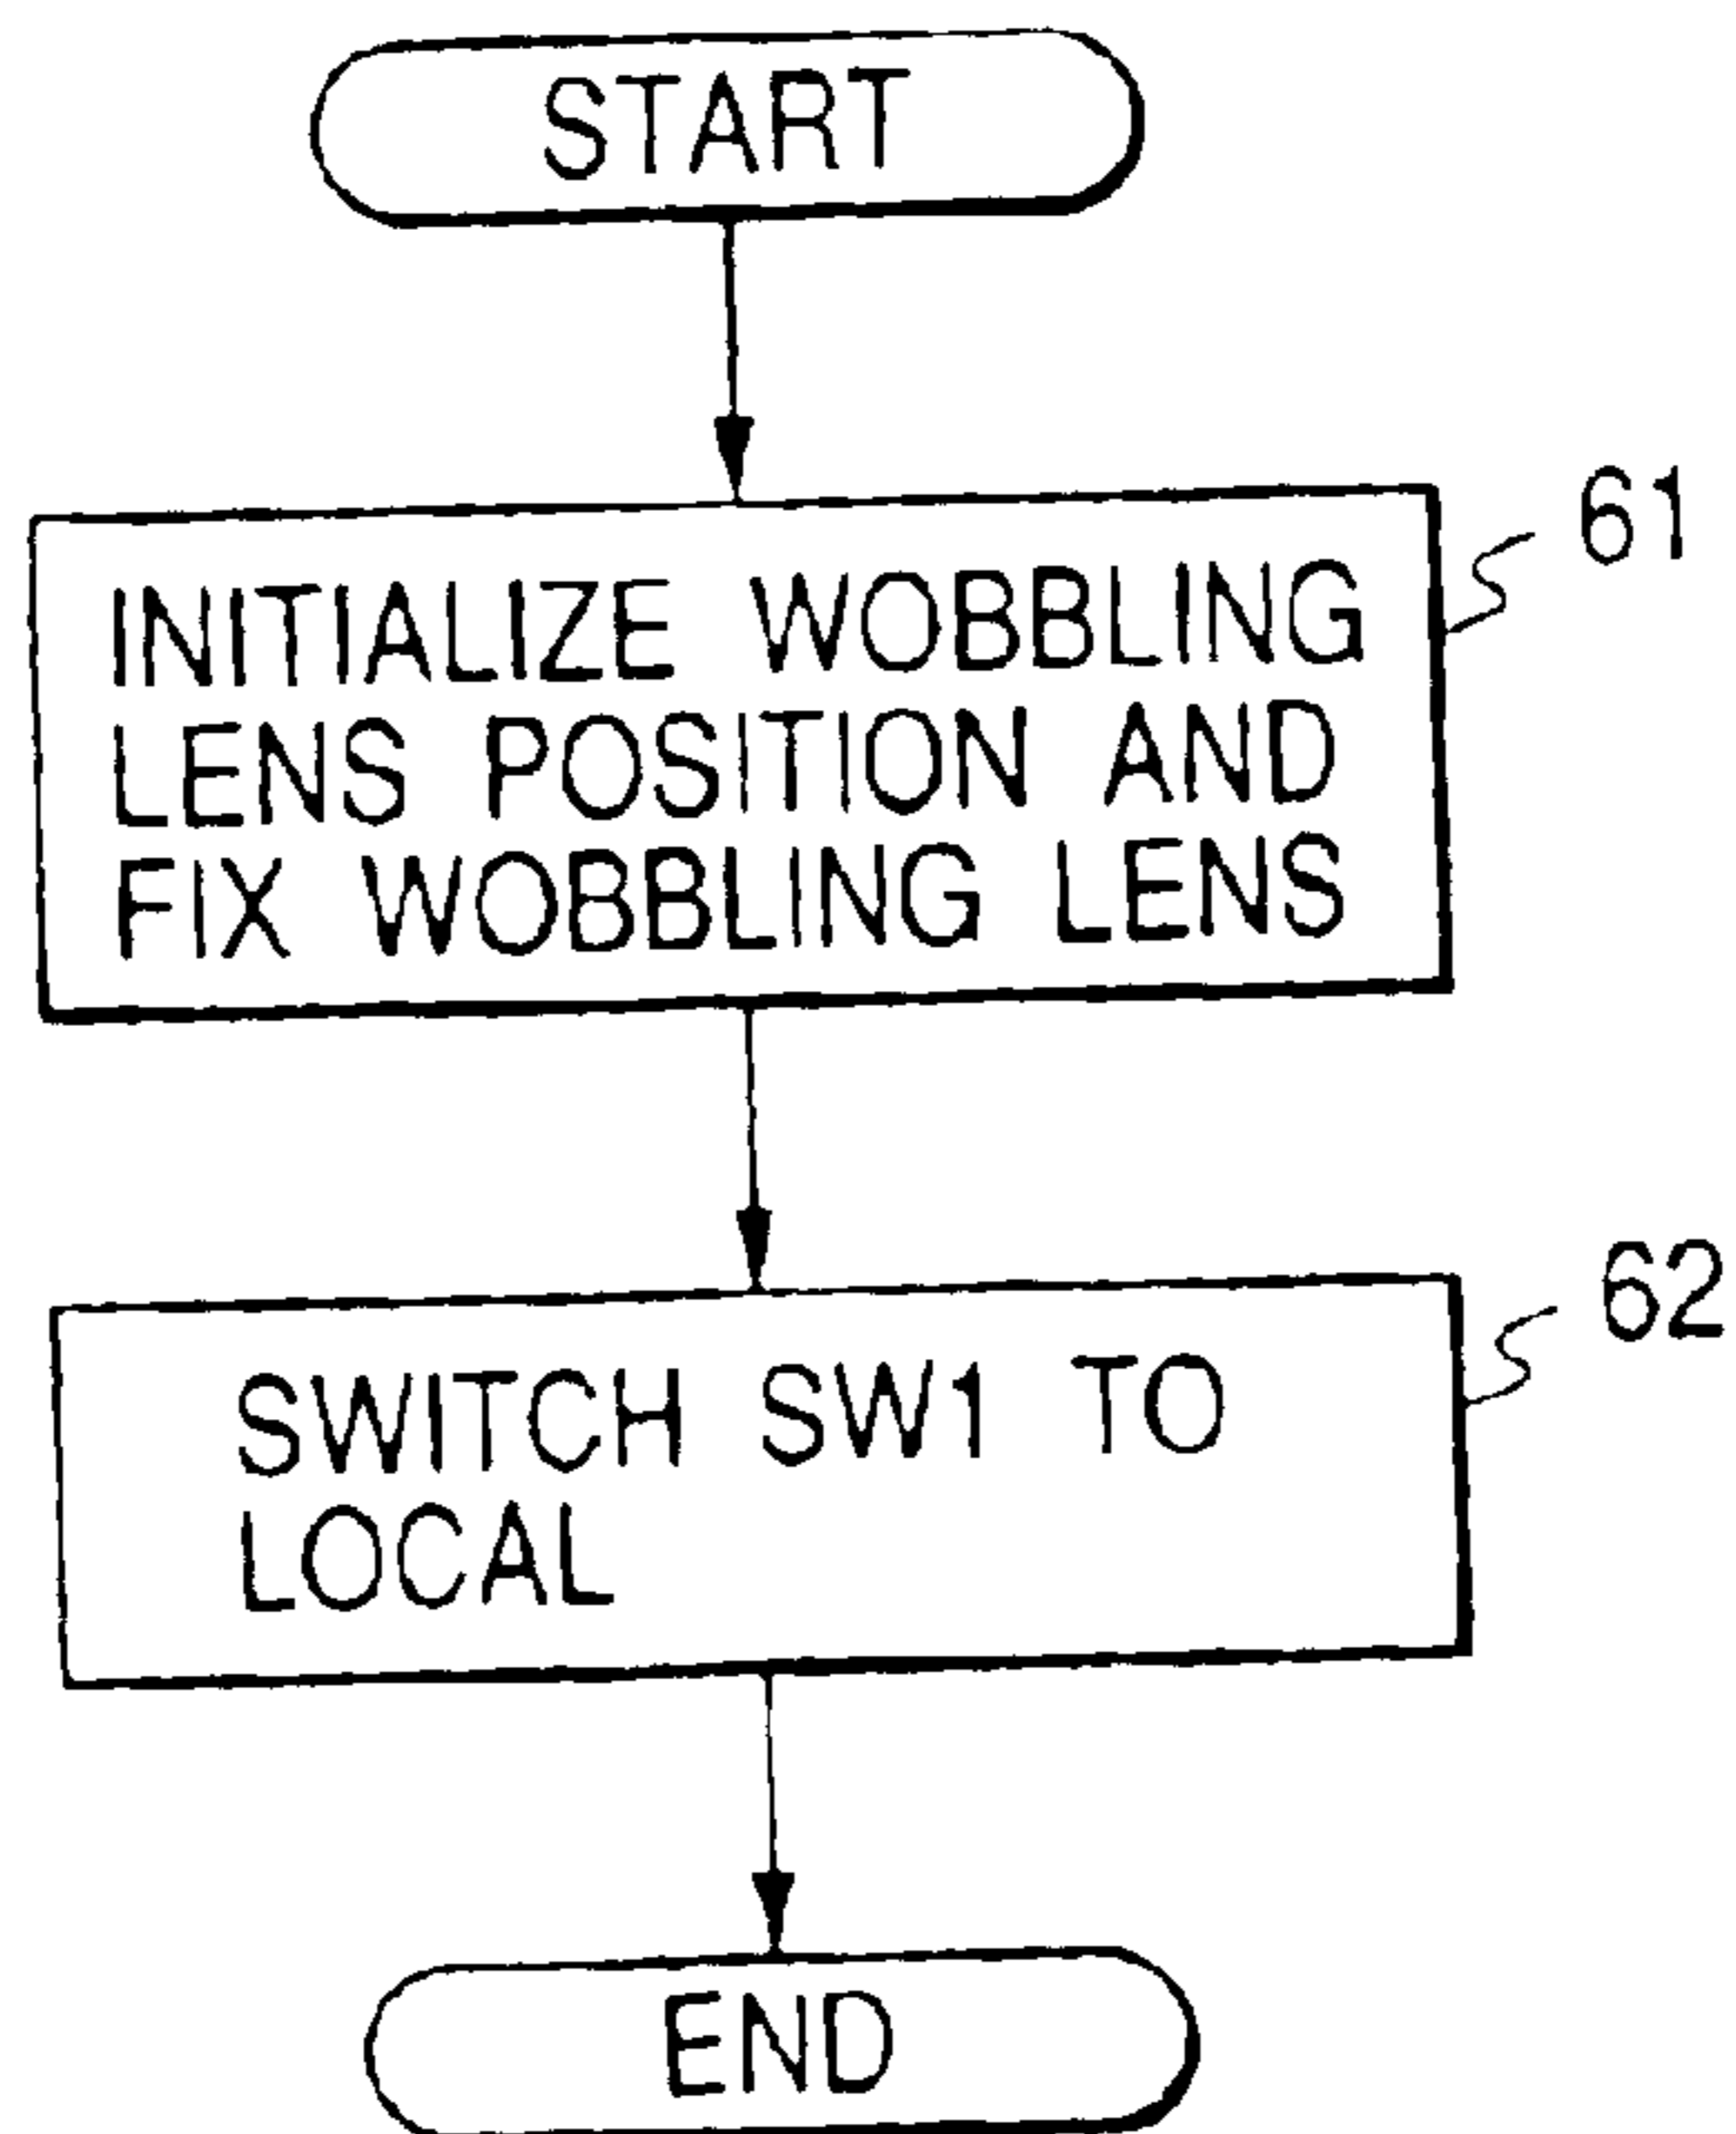 START
61
INITIALIZE WOBBLING
LENS POSITION AND
FIX WOBBLING LENS
62
SWITCH SW1 TO
LOCAL
END